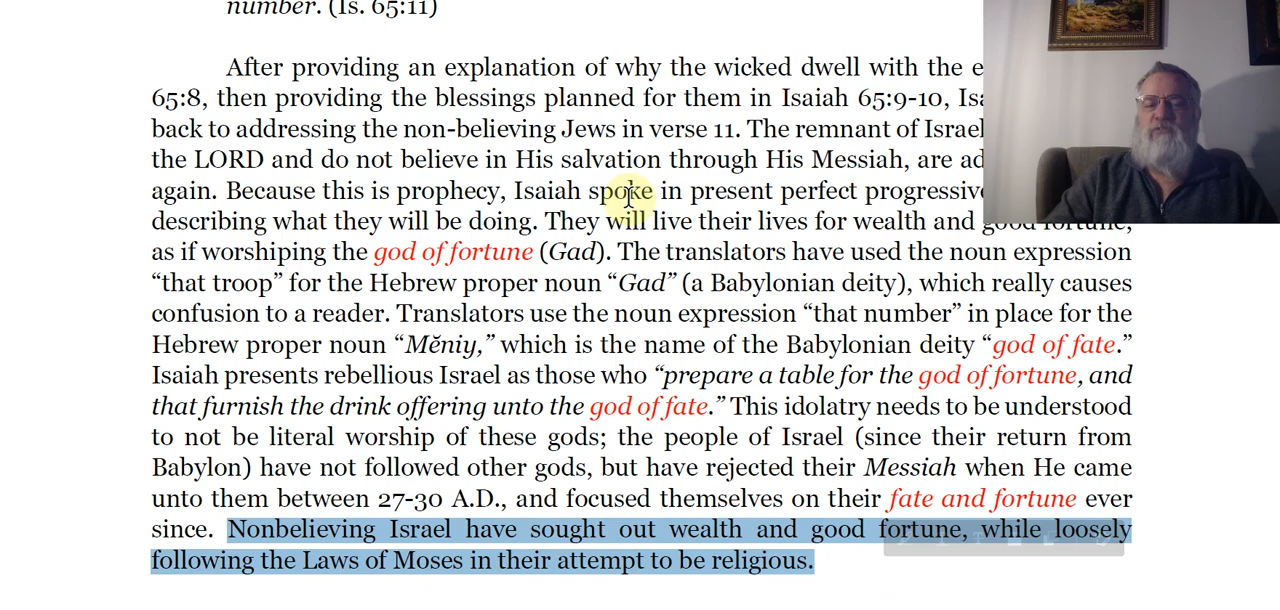 number. (Is. 65:11)
After providing an explanation of why the wicked dwell with the
65:8, then providing the blessings planned for them in Isaiah 65:9-10,
back to addressing the non-believing Jews in verse 11. The remnant of Israel
the LORD and do not believe in His salvation through His Messiah, are
again. Because this is prophecy, Isaiah spoke in present perfect progressive
describing what they will be doing. They will live their lives for wealth and good fortune,
as if worshiping the god of fortune (Gad). The translators have used the noun expression
“that troop” for the Hebrew proper noun “Gad” (a Babylonian deity), which really causes
confusion to a reader. Translators use the noun expression “that number” in place for the
Hebrew proper noun “Mĕniy,” which is the name of the Babylonian deity “god of fate.”
Isaiah presents rebellious Israel as those who “prepare a table for the god of fortune, and
that furnish the drink offering unto the god of fate.” This idolatry needs to be understood
to not be literal worship of these gods; the people of Israel (since their return from
Babylon) have not followed other gods, but have rejected their Messiah when He came
unto them between 27-30 A.D., and focused themselves on their fate and fortune ever
since. Nonbelieving Israel have sought out wealth and good fortune, while loosely
following the Laws of Moses in their attempt to be religious.